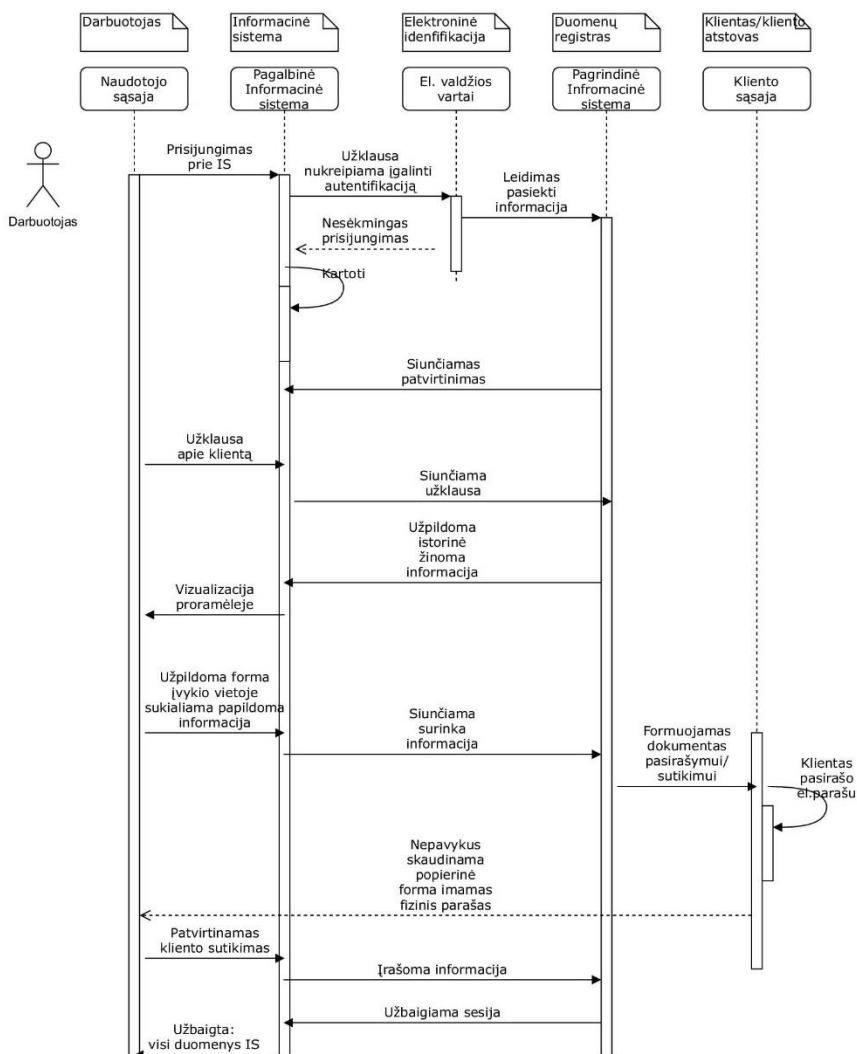 Darbuotojas
Informacinė
sistema
Elektroninė
idenfifikacija
Duomenų
registras
Klientas/kliento
atstovas
Naudotojo
sąsaja
Pagalbinė
Informacinė
sistema
El. valdžios
vartai
Pagrindinė
Infromacinė
sistema
Kliento
sąsaja
Darbuotojas
Prisijungimas
prie IS
Užklausa
nukreipiama įgalinti
autentifikaciją
Leidimas
pasiekti
informacija
Nesėkmingas
prisijungimas
Kartoti
Siunčiamas
patvirtinimas
Užklausa
apie klientą
Siunčiama
užklausa
Užpildoma
istorinė
žinoma
informacija
Vizualizacija
proramėleje
Užpildoma forma
įvykio vietoje
sukialiama papildoma
informacija
Siunčiama
surinka
informacija
Formuojamas
dokumentas
pasirašymui/
sutikimui
Klientas
pasirašo
el.parašu
Nepavykus
skaudinama
popierinė
forma imamas
fizinis parašas
Patvirtinamas
kliento sutikimas
Įrašoma informacija
Užbaigiama sesija
Užbaigta:
visi duomenys IS